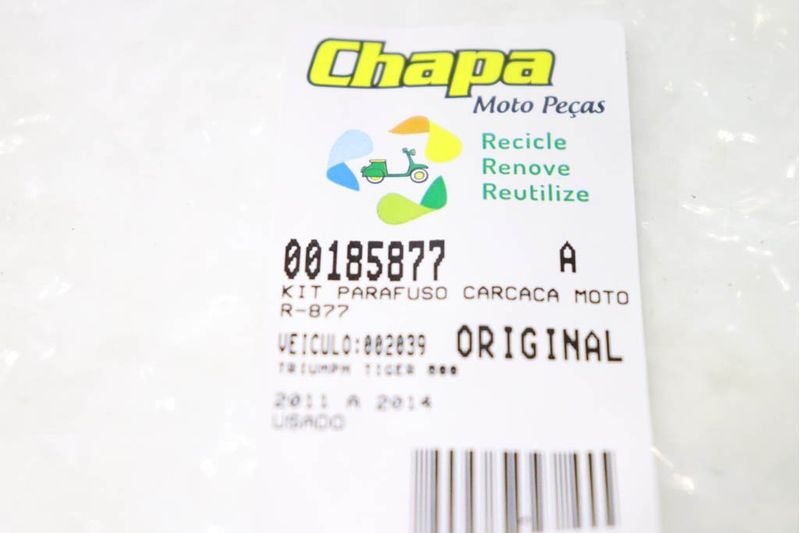 Chapa
Moto Peças
Recicle
Renove
Reutilize
00185877 A
KIT PARAFUSO CARCACA MOTO
R-877
VEICULO:002039 ORIGINAL
TRIUMPH TIGER
2011 A 2014
USADO